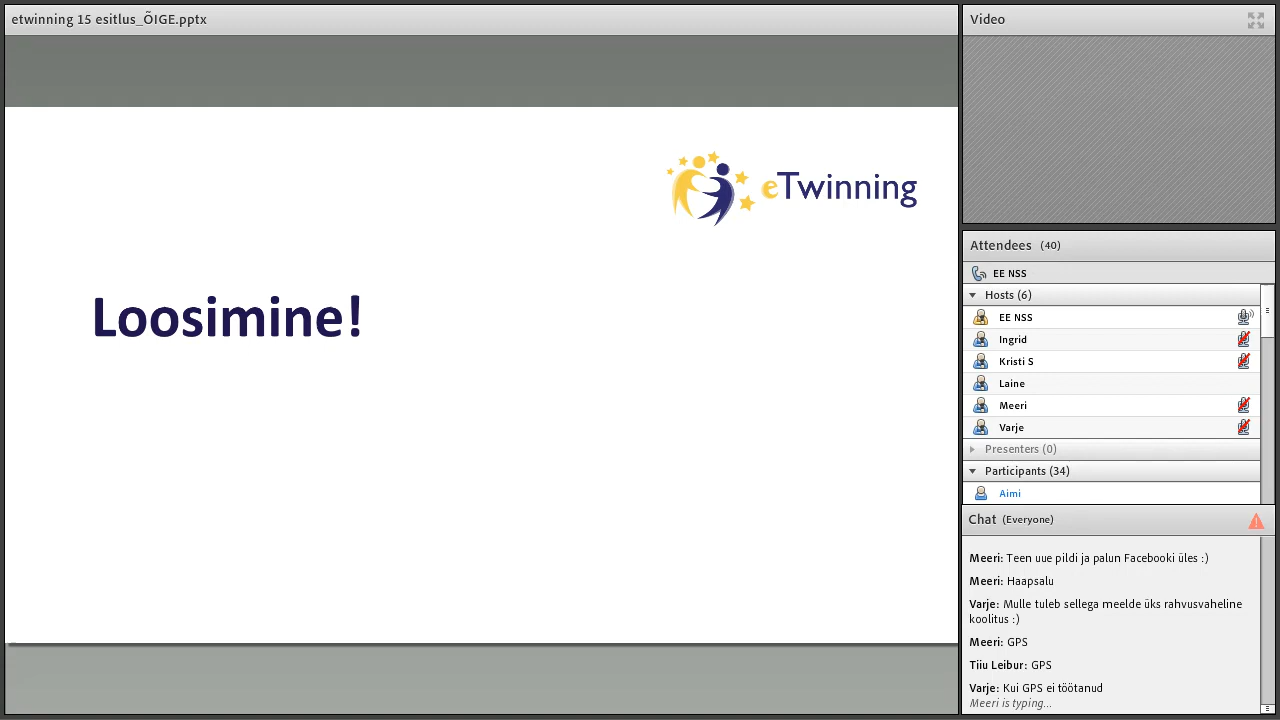 etwinning 15 esitlus_ÕIGE.pptx
eTwinning
Loosimine!
Video
Attendees (40)
EE NSS
Hosts (6)
EE NSS
Ingrid
Kristi S
Laine
Meeri
Varje
Presenters (0)
Participants (34)
Aimi
Chat (Everyone)
Meeri: Teen uue pildi ja palun Facebooki üles :)
Meeri: Haapsalu
Varje: Mulle tuleb sellega meelde üks rahvusvaheline
koolitus :)
Meeri: GPS
Tiiu Leibur: GPS
Varje: Kui GPS ei töötanud
Meeri is typing...